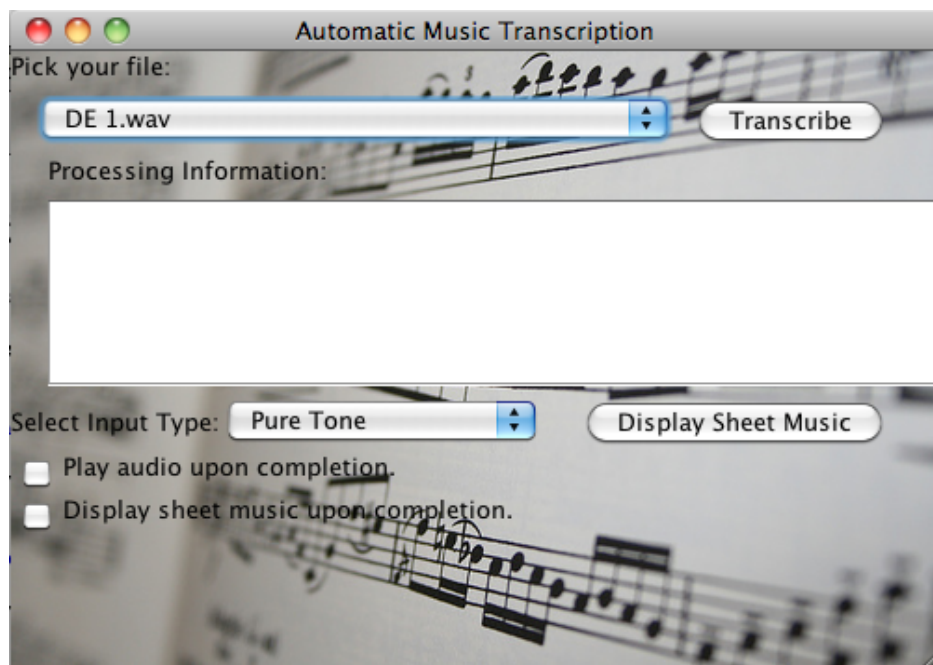 Automatic Music Transcription
Pick your file:
DE 1.wav
Transcribe
Processing Information:
Select Input Type: Pure Tone
Display Sheet Music
Play audio upon completion.
Display sheet music upon completion.